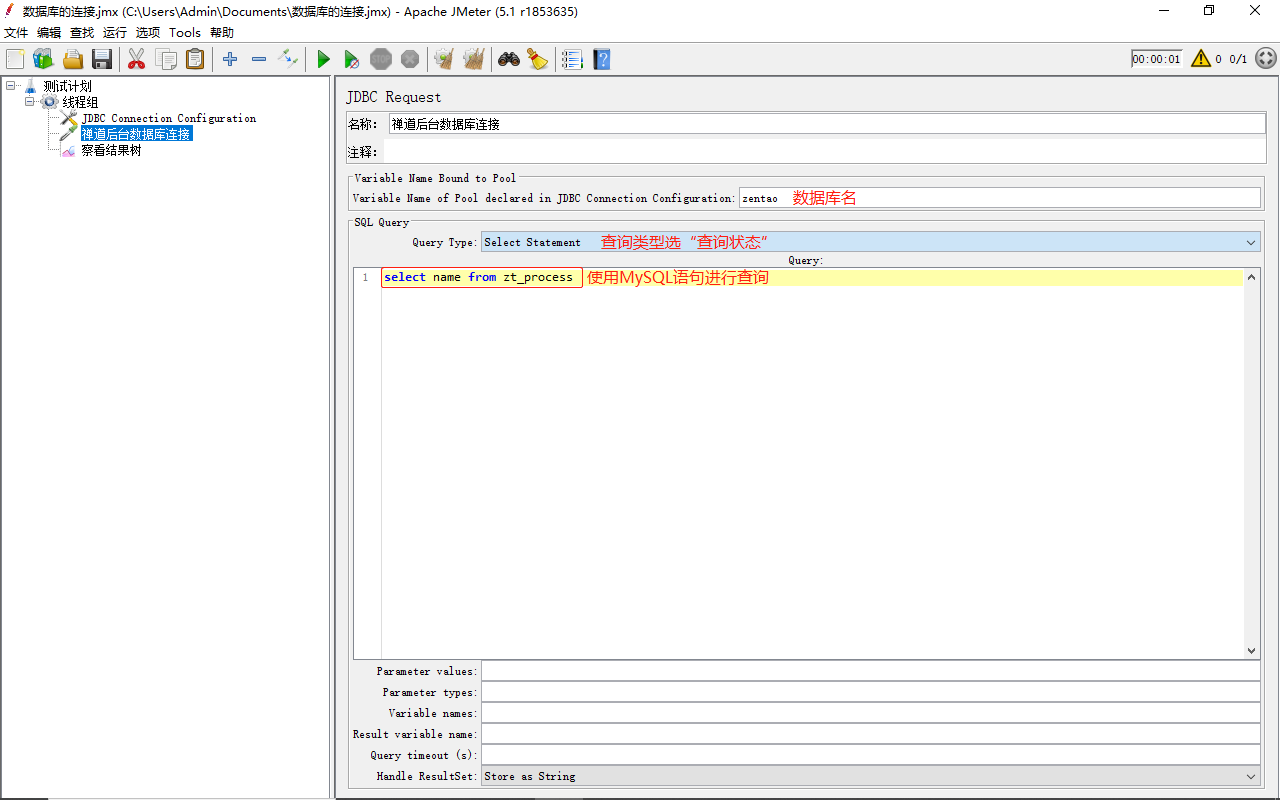 数据库的连接.jmx (C:\Users\Admin\Documents\数据库的连接.jmx) - Apache JMeter (5.1 r1853635)
文件 编辑 查找 运行 选项 Tools 帮助
STOP 00:00:01 0 0/1
测试计划
线程组
JDBC Connection Configuration
禅道后台数据库连接
察看结果树
JDBC Request
名称: 禅道后台数据库连接
注释:
Variable Name Bound to Pool
Variable Name of Pool declared in JDBC Connection Configuration: zentao 数据库名
SQL Query
Query Type: Select Statement 查询类型选“查询状态”
Query:
1 select name from zt_process 使用MySQL语句进行查询
Parameter values:
Parameter types:
Variable names:
Result variable name:
Query timeout (s):
Handle ResultSet: Store as String